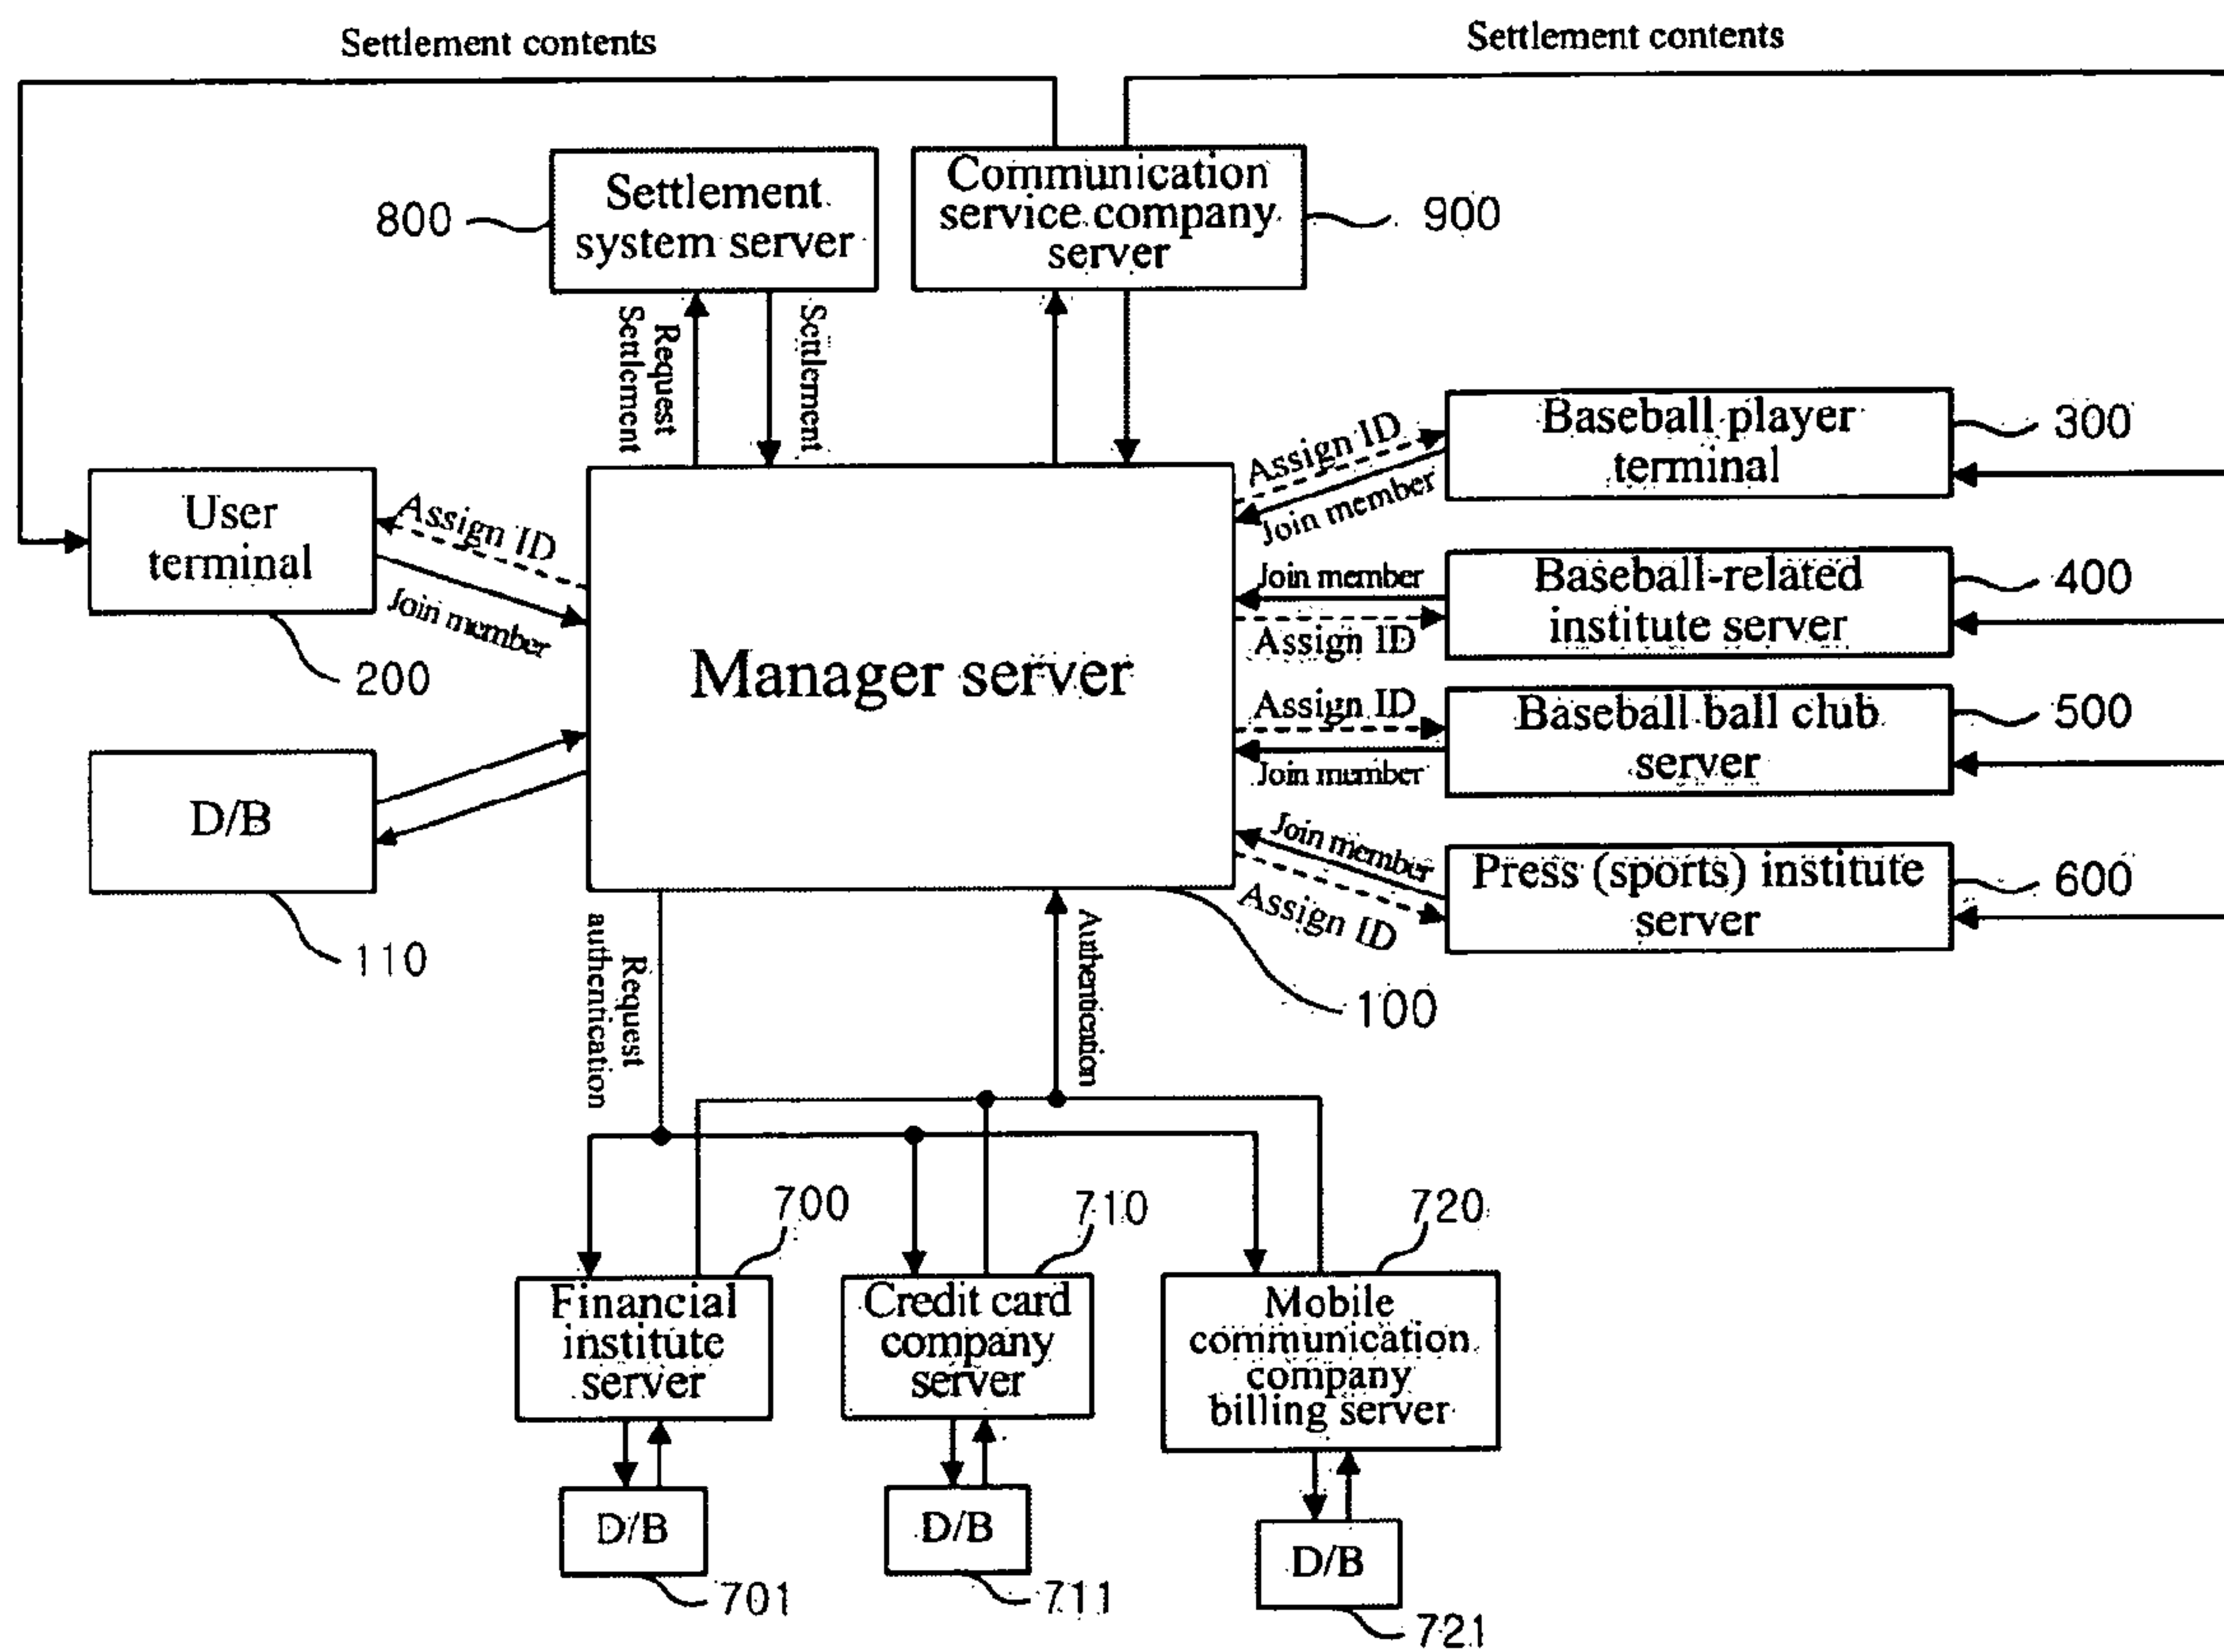 Settlement contents
Settlement contents
Settlement
system server
800
Communication
service company
server
900
Request
Settlement
Settlement
Baseball player
terminal
300
Assign ID
Join member
User
terminal
200
Assign ID
Join member
Manager server
100
Join member
Assign ID
Baseball-related
institute server
400
Assign ID
Join member
Baseball ball club
server
500
D/B
110
Join member
Assign ID
Press (sports) institute
server
600
Request
authentication
Authentication
700
710
720
Financial
institute
server
Credit card
company
server
Mobile
communication
company
billing server
D/B
701
D/B
711
D/B
721